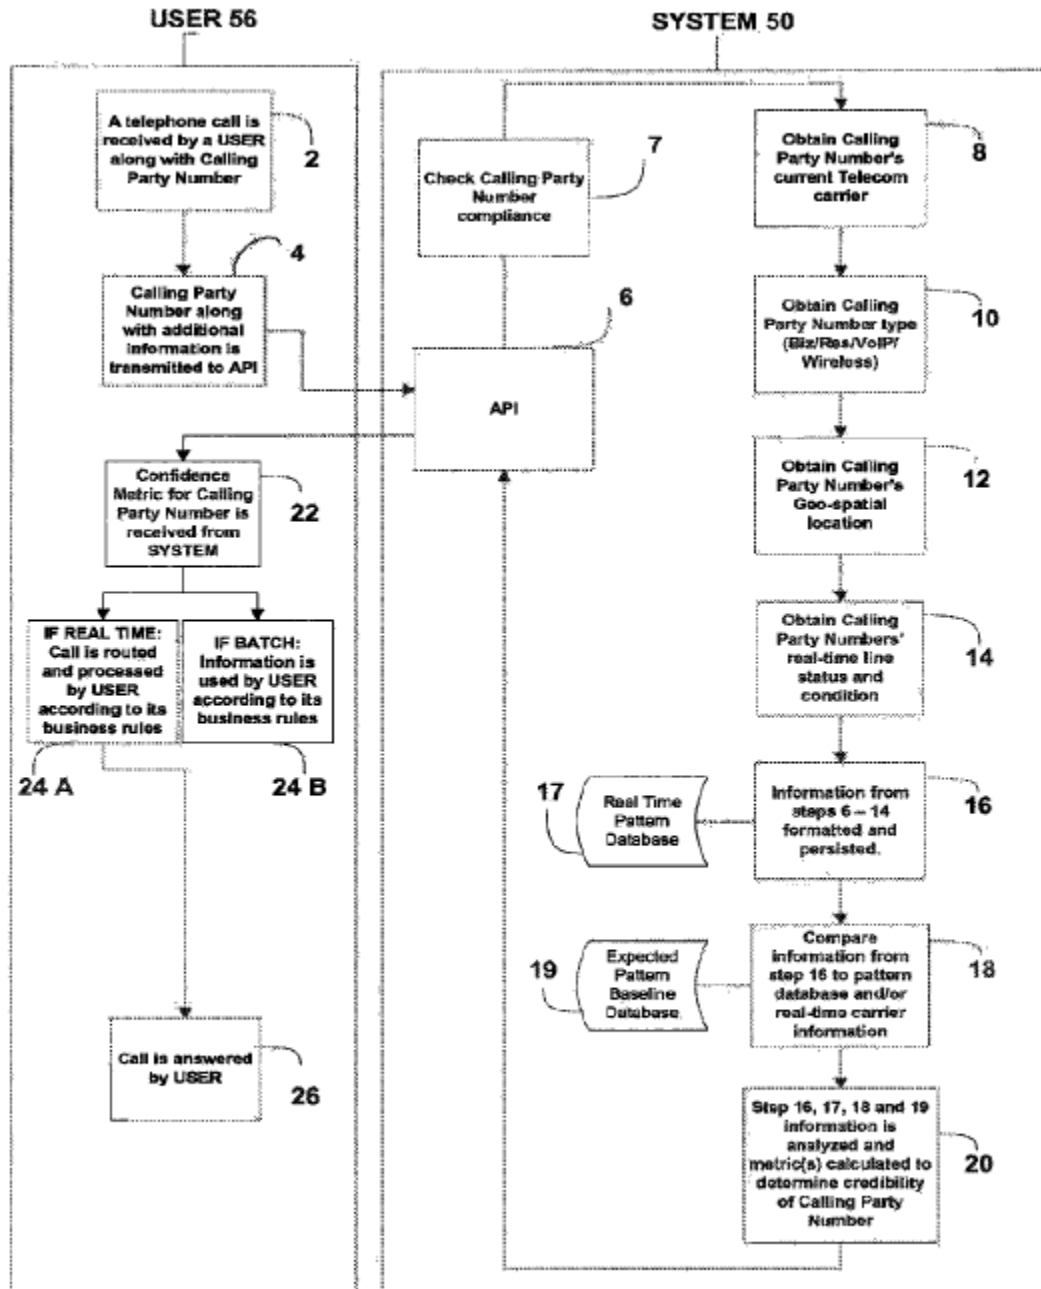 USER 56
SYSTEM 50
A telephone call is
received by a USER
along with Calling
Party Number
2
Calling Party
Number along
with additional
Information is
transmitted to API
4
Check Calling Party
Number
compliance
7
API
6
Obtain Calling
Party Number's
current Telecom
carrier
8
Obtain Calling
Party Number type
(Biz/Res/VoIP/
Wireless)
10
Obtain Calling
Party Number's
Geo-spatial
location
12
Obtain Calling
Party Numbers'
real-time line
status and
condition
14
Information from
steps 6 – 14
formatted and
persisted.
16
Real Time
Pattern
Database
17
Compare
information from
step 16 to pattern
database and/or
real-time carrier
information
18
Expected
Pattern
Baseline
Database
19
Step 16, 17, 18 and 19
information is
analyzed and
metric(s) calculated to
determine credibility
of Calling Party
Number
20
Confidence
Metric for Calling
Party Number is
received from
SYSTEM
22
IF REAL TIME:
Call is routed
and processed
by USER
according to its
business rules
24 A
IF BATCH:
Information is
used by USER
according to its
business rules
24 B
Call is answered
by USER
26